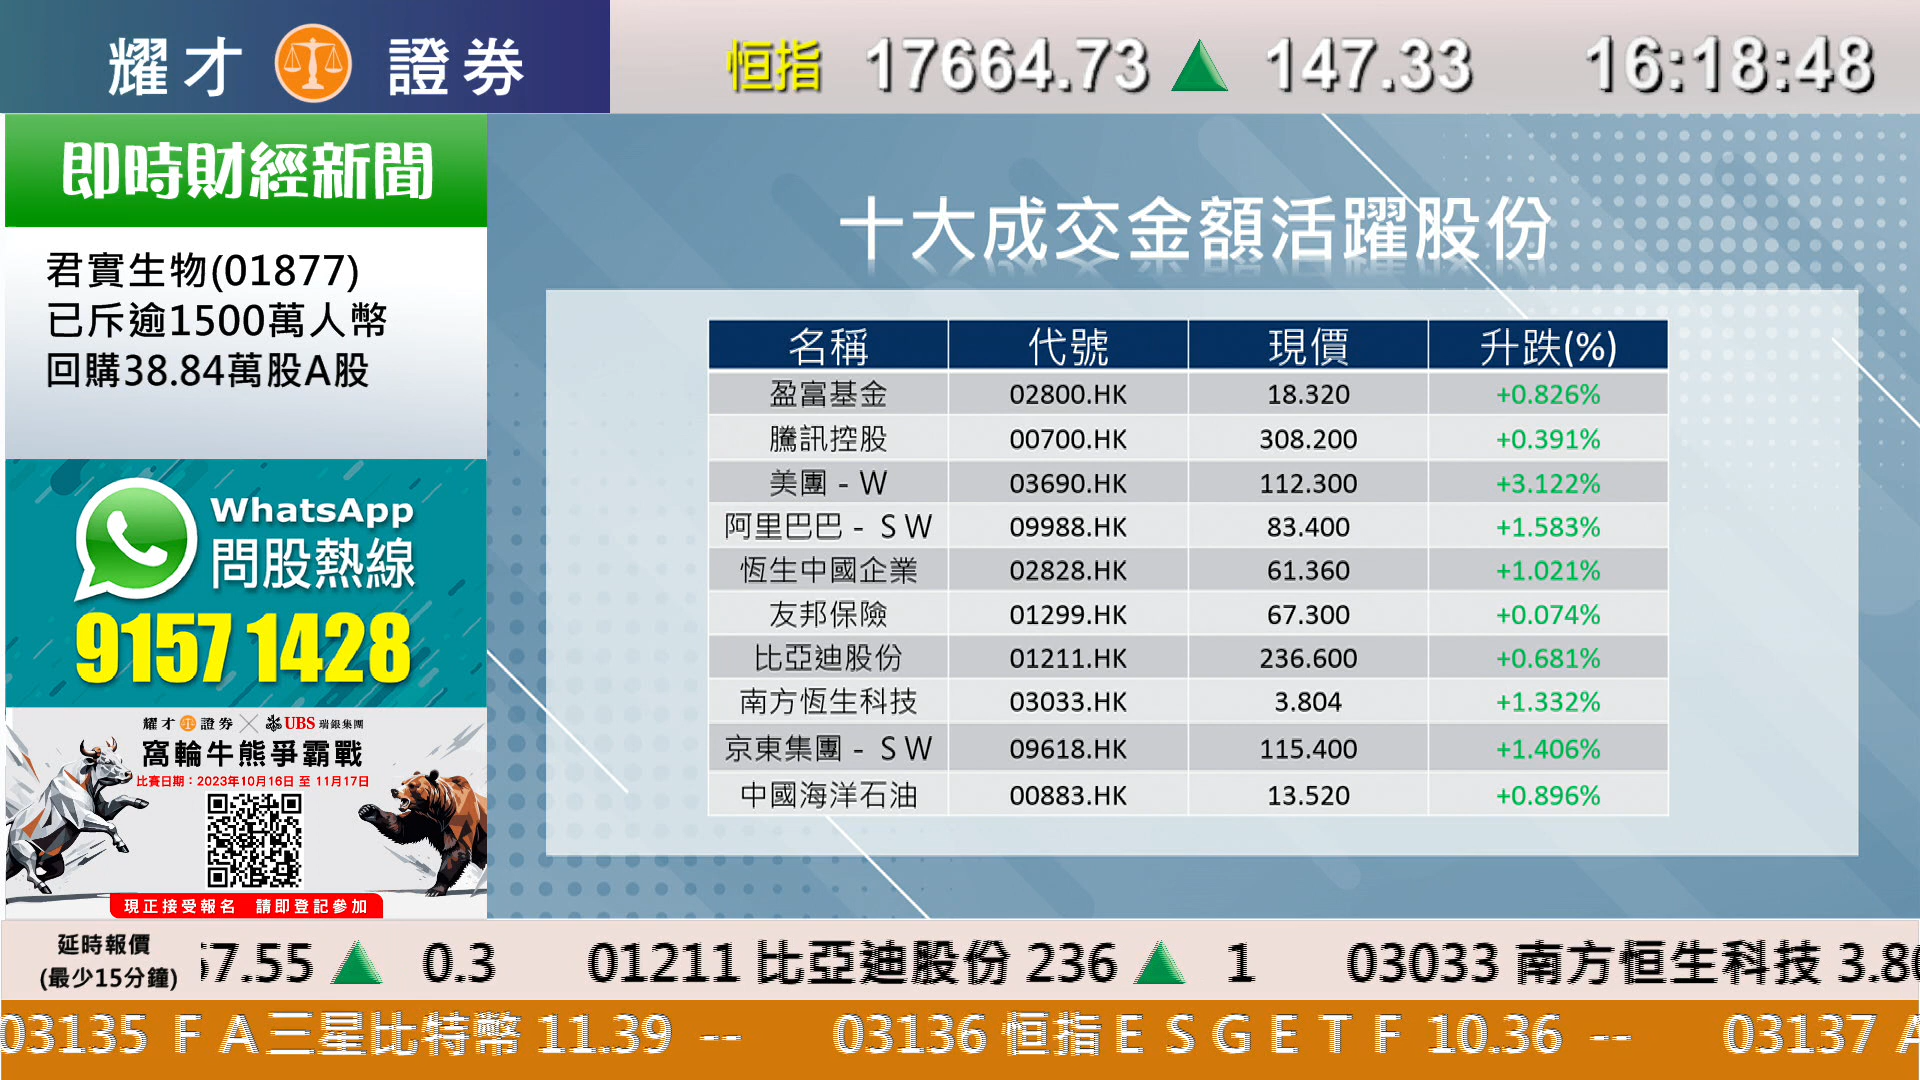 耀才 證券
恒指 17664.73 147.33 16:18:48
即時財經新聞
君實生物(01877)
已斥逾1500萬人幣
回購38.84萬股A股
WhatsApp
問股熱線
9157 1428
耀才證券 UBS 瑞銀集團
窩輪牛熊爭霸戰
比賽日期：2023年10月16日 至 11月17日
現正接受報名 請即登記參加
十大成交金額活躍股份
名稱 代號 現價 升跌(%)
盈富基金 02800.HK 18.320 +0.826%
騰訊控股 00700.HK 308.200 +0.391%
美團 - W 03690.HK 112.300 +3.122%
阿里巴巴 - ＳＷ 09988.HK 83.400 +1.583%
恆生中國企業 02828.HK 61.360 +1.021%
友邦保險 01299.HK 67.300 +0.074%
比亞迪股份 01211.HK 236.600 +0.681%
南方恆生科技 03033.HK 3.804 +1.332%
京東集團 - ＳＷ 09618.HK 115.400 +1.406%
中國海洋石油 00883.HK 13.520 +0.896%
延時報價
(最少15分鐘)
7.55 0.3 01211 比亞迪股份 236 1 03033 南方恒生科技 3.80
03135 ＦＡ三星比特幣 11.39 -- 03136 恒指ＥＳＧＥＴＦ 10.36 -- 03137 A